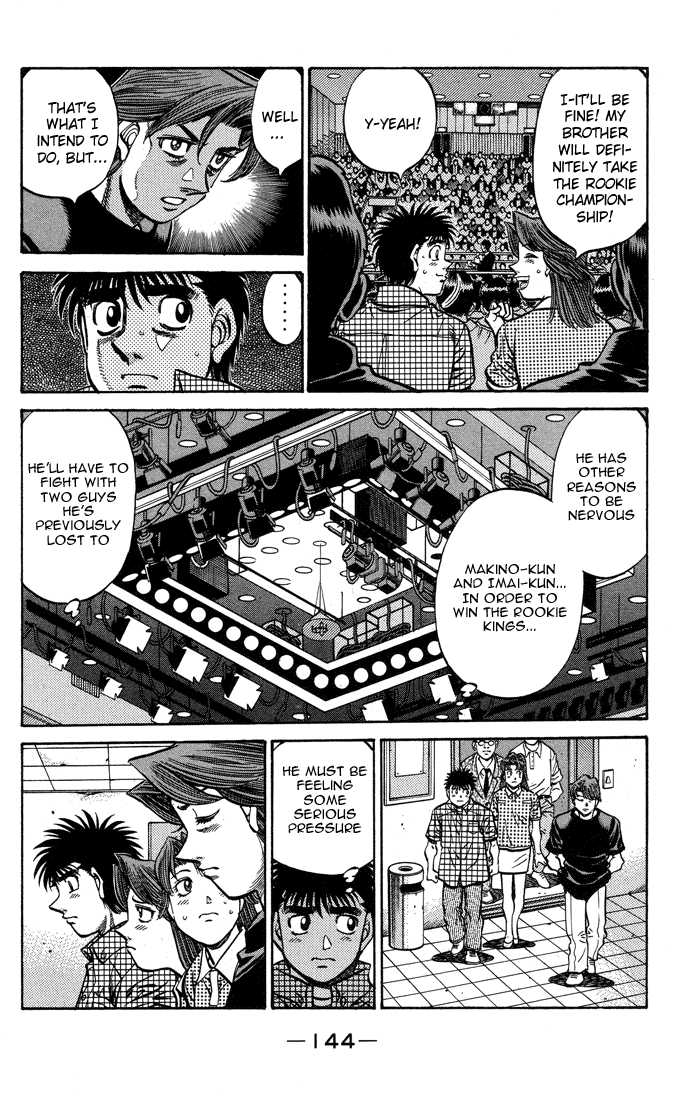 I-IT'LL BE
FINE! MY
BROTHER
WILL DEFI-
NITELY TAKE
THE ROOKIE
CHAMPION-
SHIP!
Y-YEAH!
WELL
...
THAT'S
WHAT I
INTEND TO
DO, BUT...
....
HE HAS
OTHER
REASONS
TO BE
NERVOUS
MAKINO-KUN
AND IMAI-KUN...
IN ORDER TO
WIN THE ROOKIE
KINGS...
HE'LL HAVE TO
FIGHT WITH
TWO GUYS
HE'S
PREVIOUSLY
LOST TO
HE MUST BE
FEELING
SOME
SERIOUS
PRESSURE
—144—